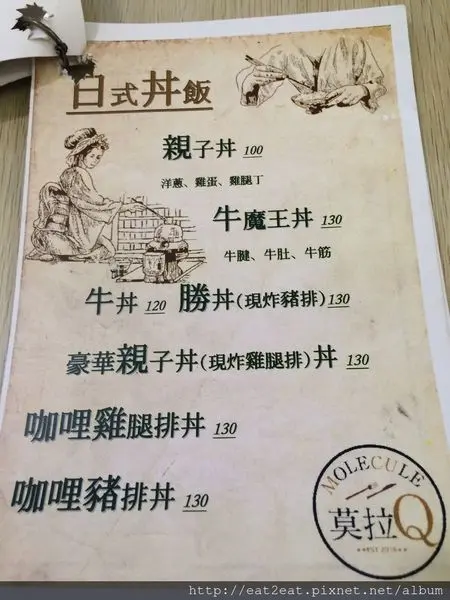 日式丼飯
親子丼 100
洋蔥、雞蛋、雞腿丁
牛魔王丼 130
牛腱、牛肚、牛筋
牛丼 120 勝丼(現炸豬排)130
豪華親子丼(現炸雞腿排)丼 130
咖哩雞腿排丼 130
咖哩豬排丼 130
MOLECULE
莫拉Q
http://eat2eat.pixnet.net/album